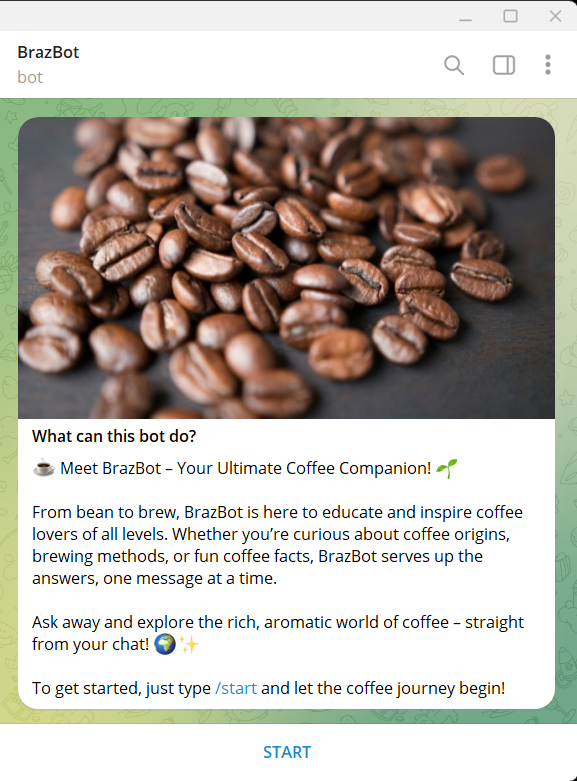 BrazBot
bot
What can this bot do?
☕ Meet BrazBot – Your Ultimate Coffee Companion! 🌱
From bean to brew, BrazBot is here to educate and inspire coffee
lovers of all levels. Whether you’re curious about coffee origins,
brewing methods, or fun coffee facts, BrazBot serves up the
answers, one message at a time.
Ask away and explore the rich, aromatic world of coffee – straight
from your chat! 🌍✨
To get started, just type /start and let the coffee journey begin!
START